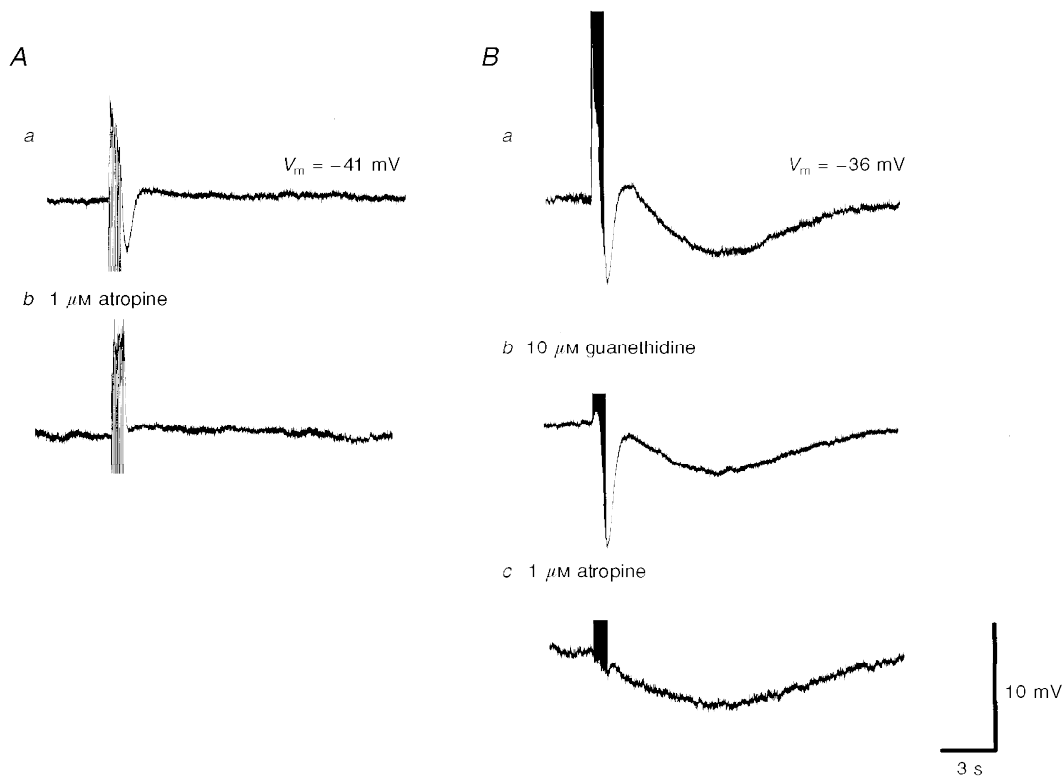 A
a
Vm = −41 mV
b 1 μM atropine
B
a
Vm = −36 mV
b 10 μM guanethidine
c 1 μM atropine
10 mV
3 s